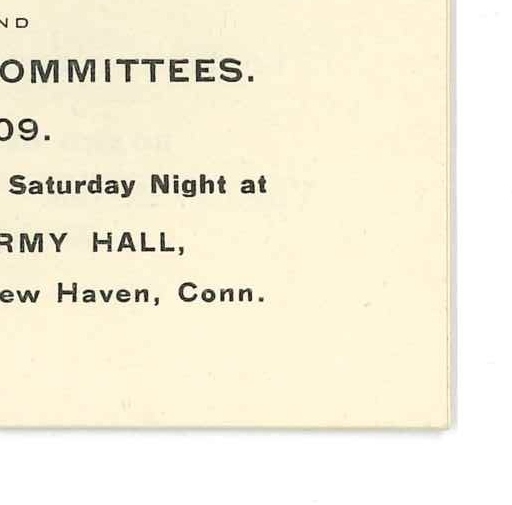 ND
OMMITTEES.
09.
Saturday Night at
RMY HALL,
ew Haven, Conn.